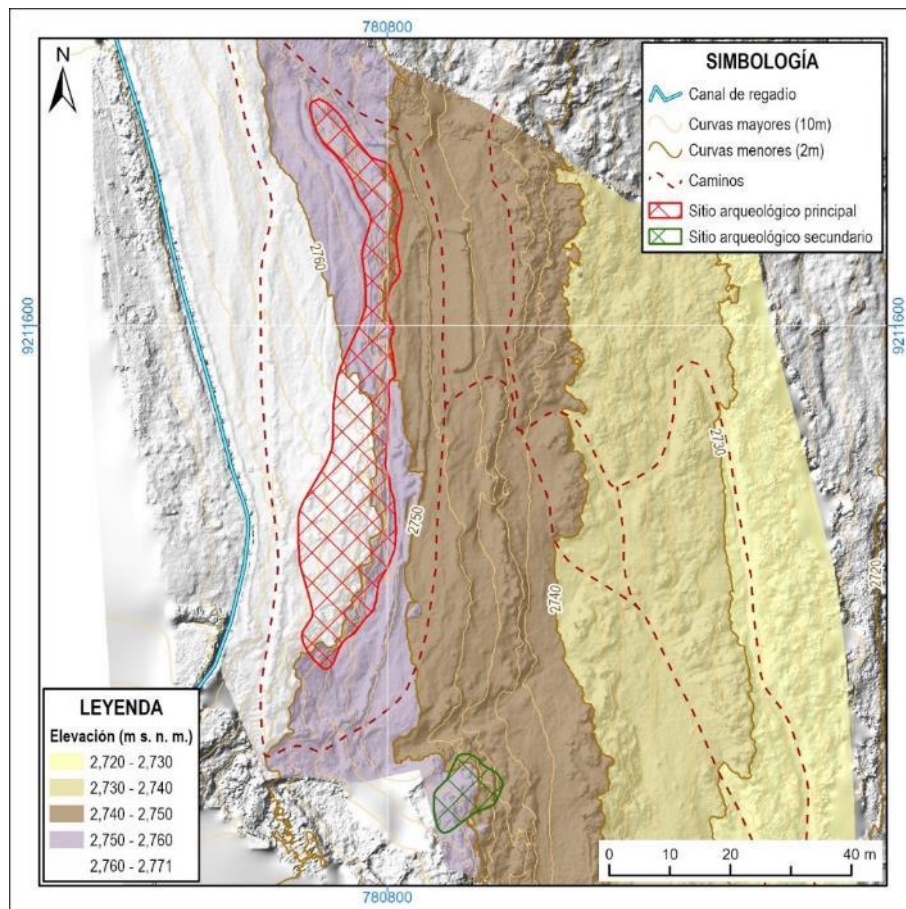 780800
N
SIMBOLOGÍA
Canal de regadio
Curvas mayores (10m)
Curvas menores (2m)
Caminos
Sitio arqueológico principal
Sitio arqueológico secundario
2760
9211600
9211600
2730
2750
2740
2720
LEYENDA
Elevación (m s. n. m.)
2,720 - 2,730
2,730 - 2,740
2,740 - 2,750
2,750 - 2,760
2,760 - 2,771
0 10 20 40 m
780800